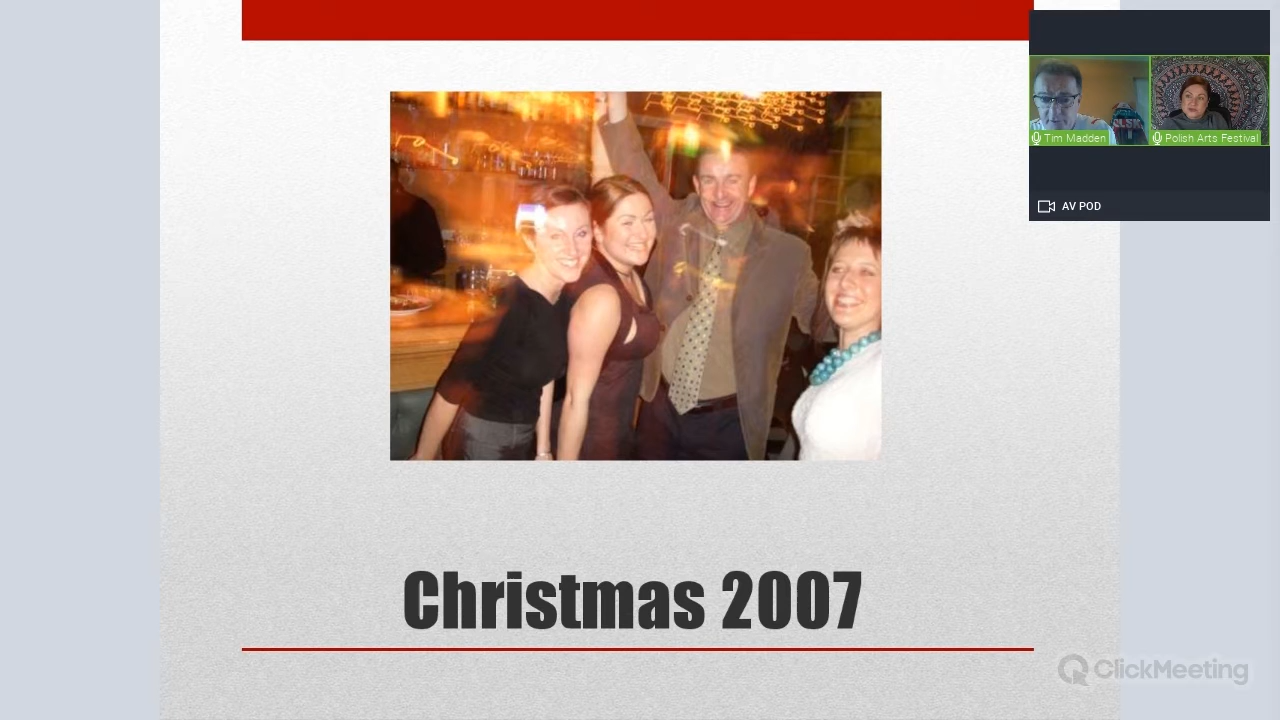 Tim Madden
Polish Arts Festival
AV POD
Christmas 2007
ClickMeeting